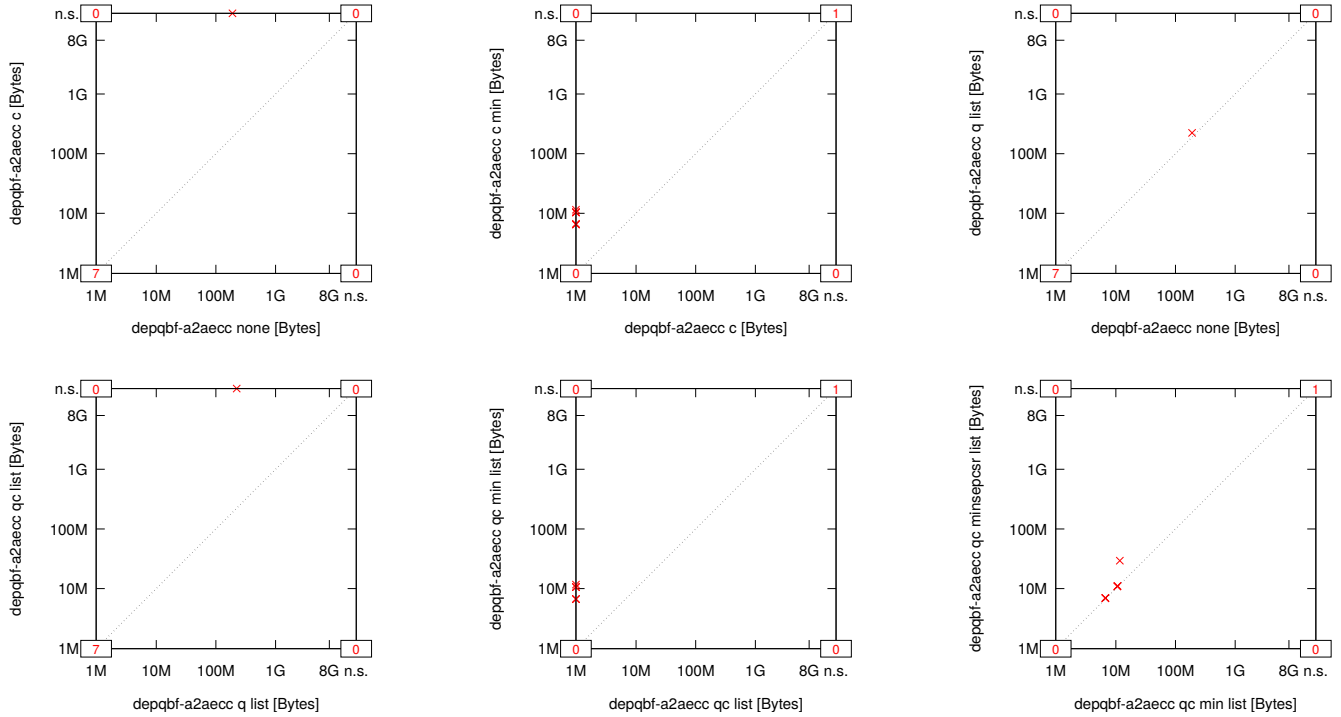 n.s. 0 0
8G
1G
100M
10M
1M 7 0
1M 10M 100M 1G 8G n.s.
depqbf-a2aecc c [Bytes]
depqbf-a2aecc none [Bytes]
n.s. 0 1
8G
1G
100M
10M
1M 0 0
1M 10M 100M 1G 8G n.s.
depqbf-a2aecc c min [Bytes]
depqbf-a2aecc c [Bytes]
n.s. 0 0
8G
1G
100M
10M
1M 7 0
1M 10M 100M 1G 8G n.s.
depqbf-a2aecc q list [Bytes]
depqbf-a2aecc none [Bytes]
n.s. 0 0
8G
1G
100M
10M
1M 7 0
1M 10M 100M 1G 8G n.s.
depqbf-a2aecc qc list [Bytes]
depqbf-a2aecc q list [Bytes]
n.s. 0 1
8G
1G
100M
10M
1M 0 0
1M 10M 100M 1G 8G n.s.
depqbf-a2aecc qc min list [Bytes]
depqbf-a2aecc qc list [Bytes]
n.s. 0 1
8G
1G
100M
10M
1M 0 0
1M 10M 100M 1G 8G n.s.
depqbf-a2aecc qc minsepcsr list [Bytes]
depqbf-a2aecc qc min list [Bytes]